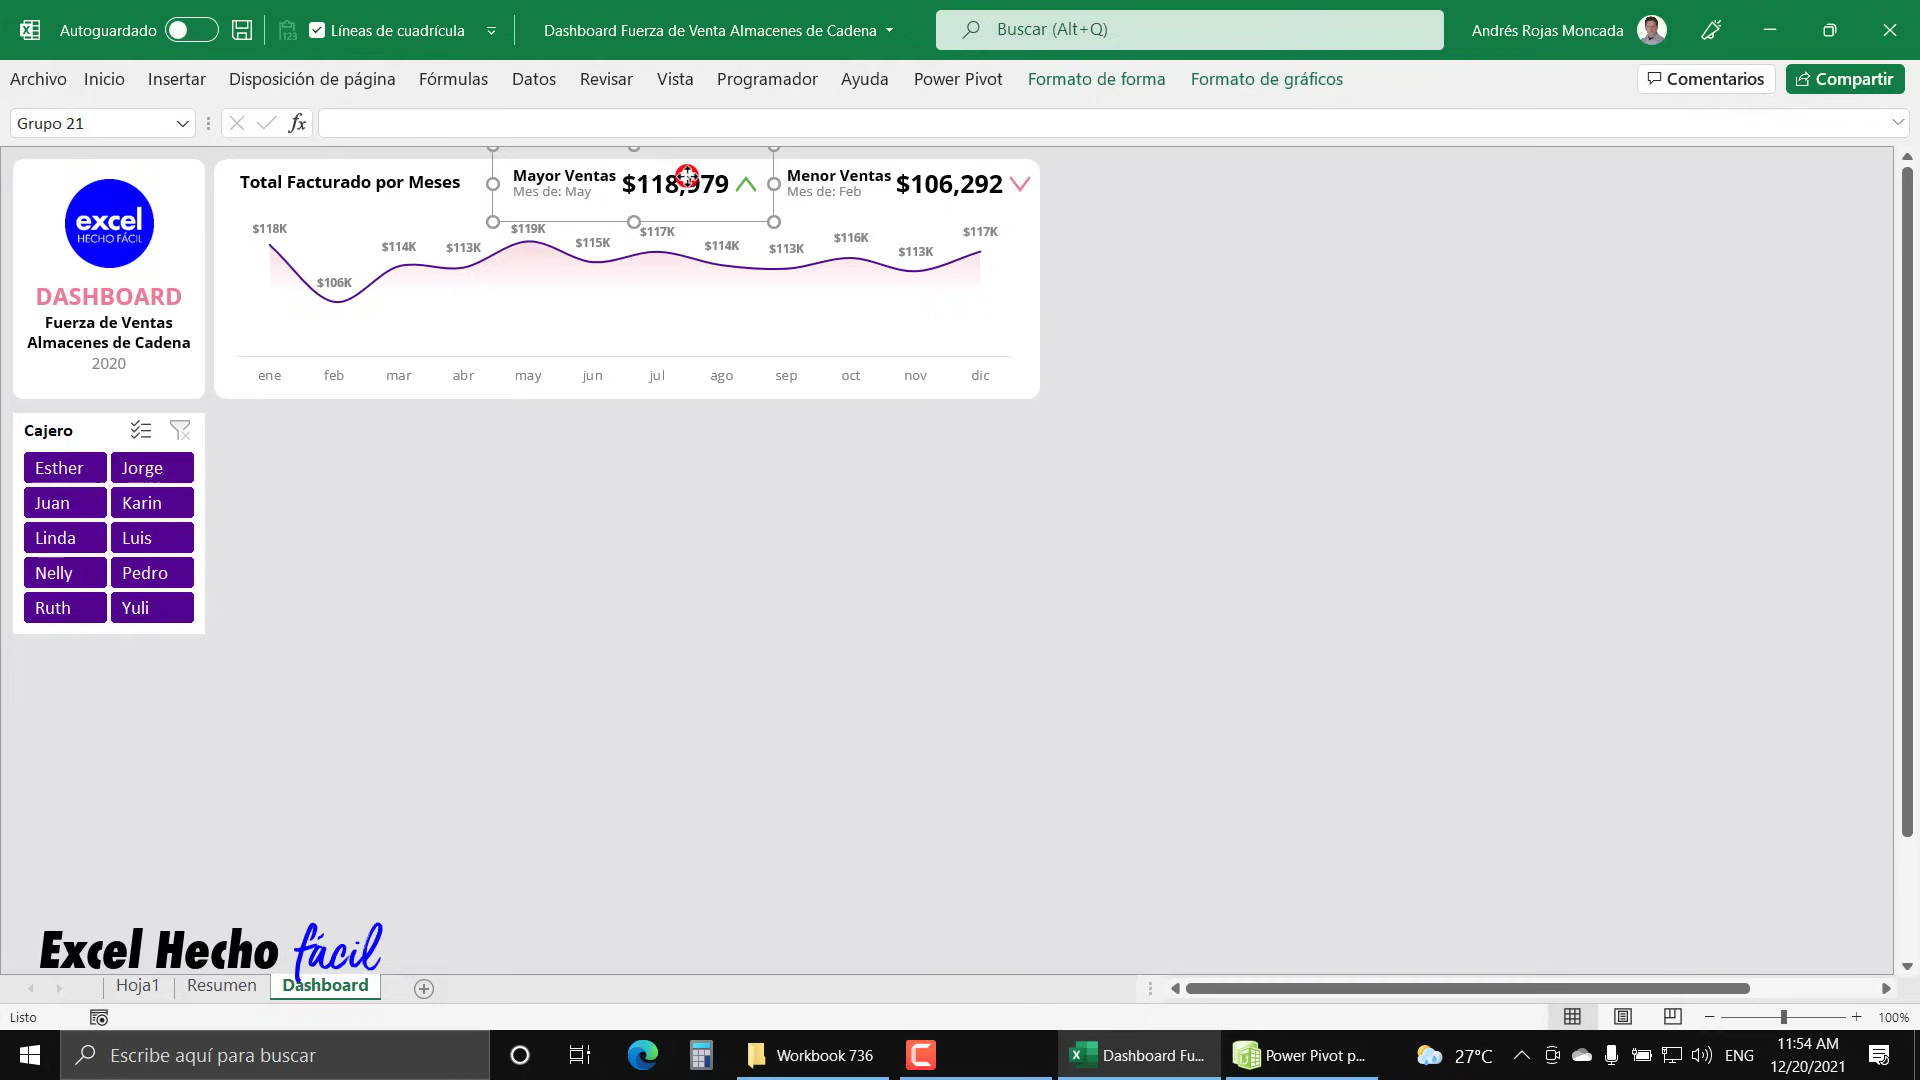 Autoguardado
Líneas de cuadrícula
Dashboard Fuerza de Venta Almacenes de Cadena
Buscar (Alt+Q)
Andrés Rojas Moncada
Archivo Inicio Insertar Disposición de página Fórmulas Datos Revisar Vista Programador Ayuda Power Pivot Formato de forma Formato de gráficos
Comentarios
Compartir
Grupo 21
fx
excel
HECHO FÁCIL
DASHBOARD
Fuerza de Ventas
Almacenes de Cadena
2020
Total Facturado por Meses
Mayor Ventas
Mes de: May
$118,979
Menor Ventas
Mes de: Feb
$106,292
$118K $106K $114K $113K $119K $115K $117K $114K $113K $116K $113K $117K
ene feb mar abr may jun jul ago sep oct nov dic
Cajero
Esther Jorge
Juan Karin
Linda Luis
Nelly Pedro
Ruth Yuli
Excel Hecho fácil
Hoja1 Resumen Dashboard
Listo
100%
Escribe aquí para buscar
Workbook 736
Dashboard Fu...
Power Pivot p...
27°C
ENG
11:54 AM
12/20/2021